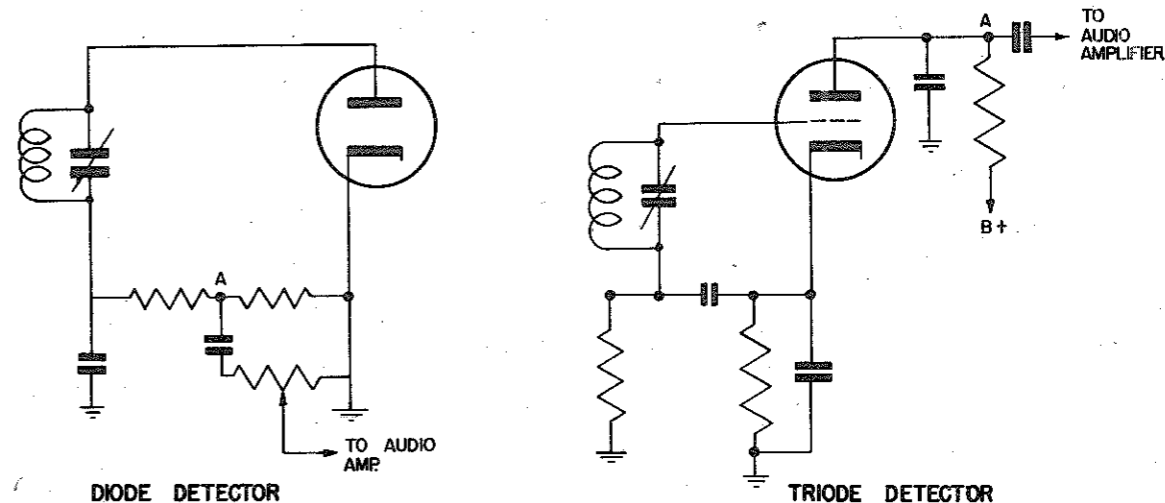 A
TO AUDIO
AMP.
DIODE DETECTOR
A
TO
AUDIO
AMPLIFIER
B+
TRIODE DETECTOR